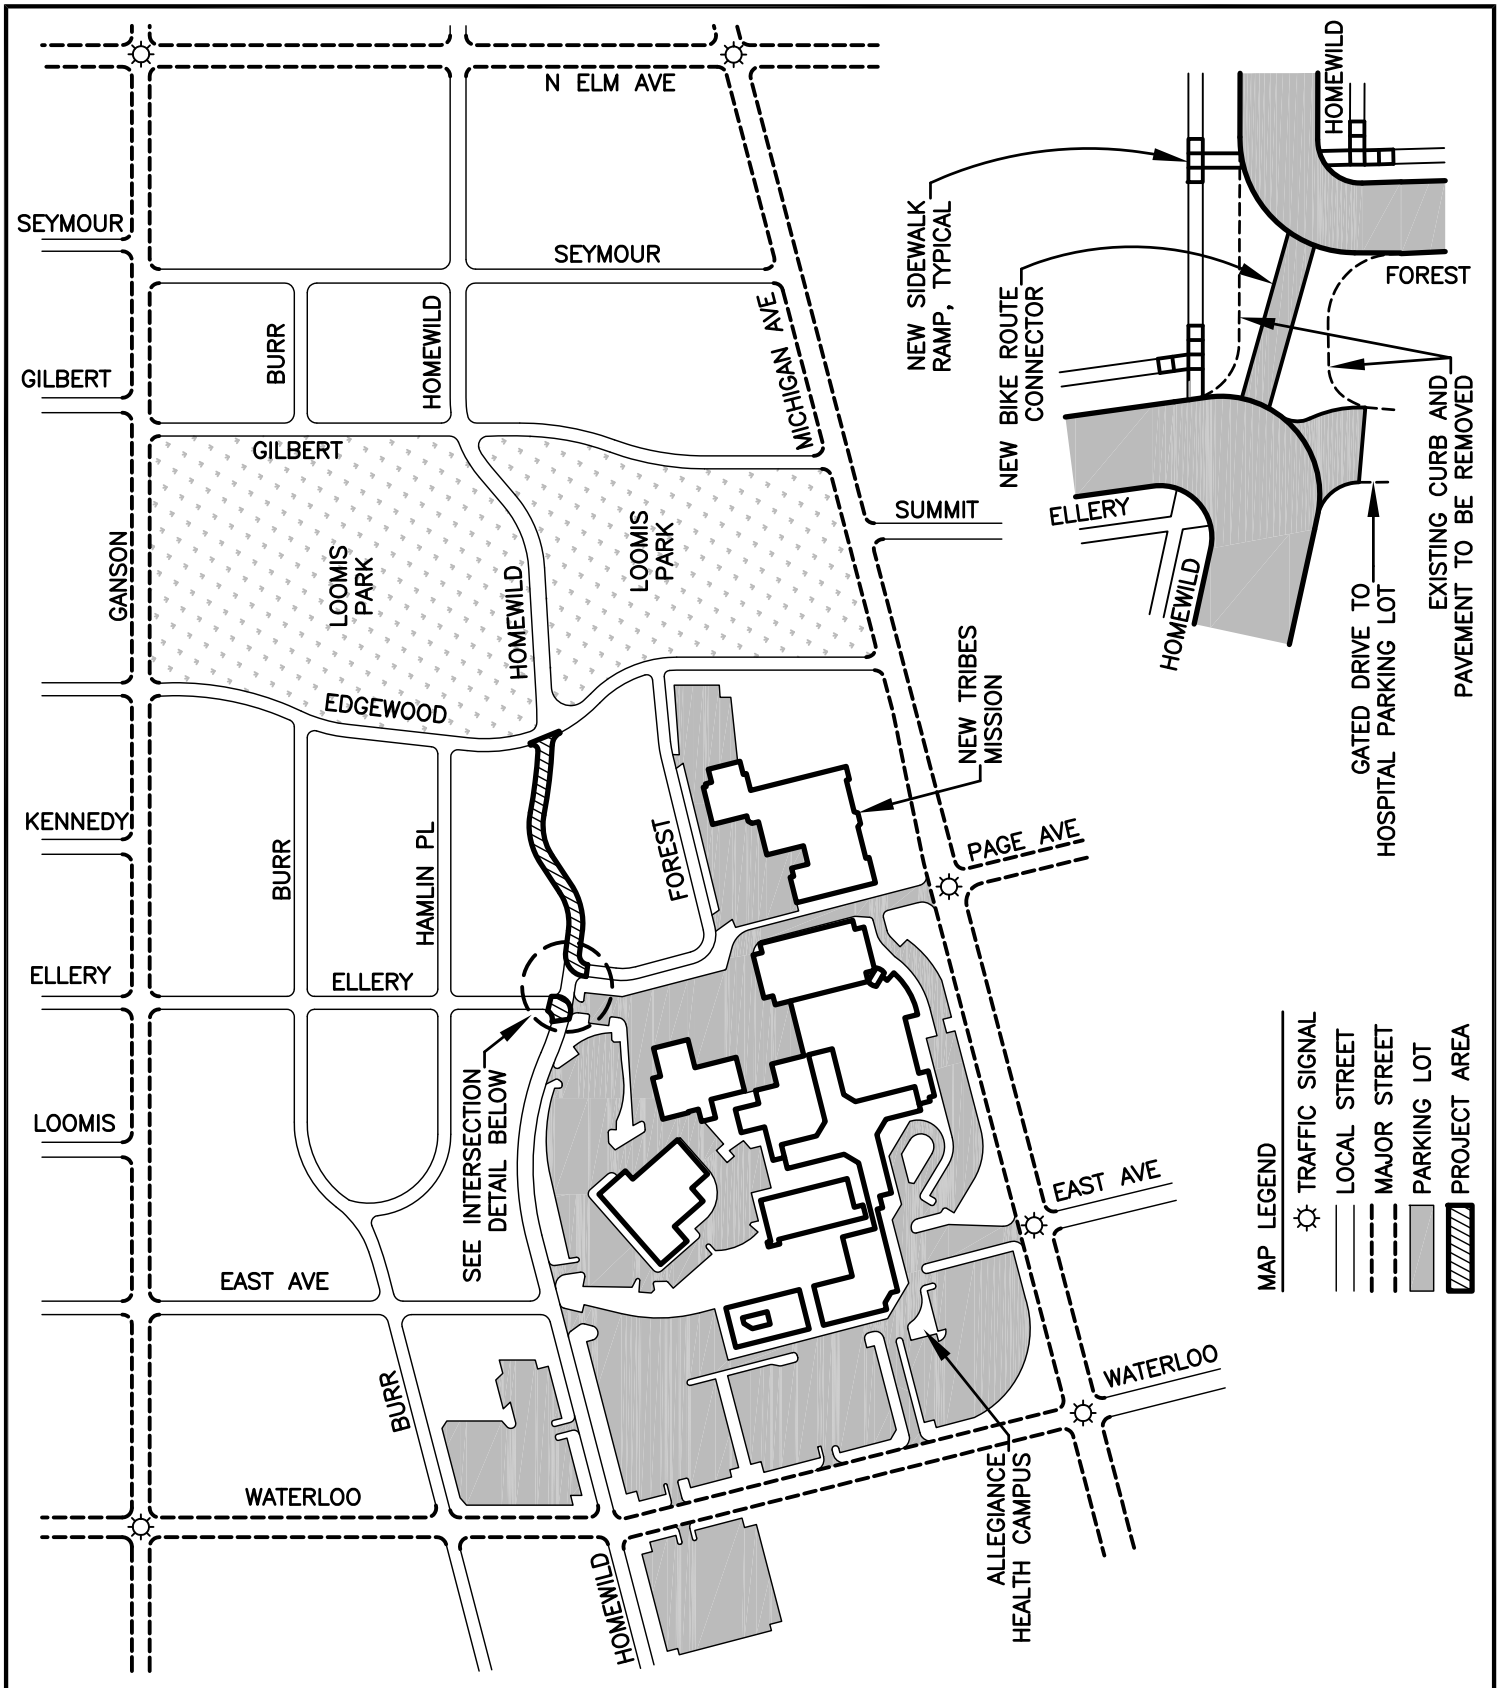 N ELM AVE
SEYMOUR
SEYMOUR
BURR
HOMEWILD
MICHIGAN AVE
GILBERT
GILBERT
GANSON
LOOMIS
PARK
HOMEWILD
LOOMIS
PARK
SUMMIT
EDGEWOOD
NEW TRIBES
MISSION
KENNEDY
BURR
HAMLIN PL
FOREST
PAGE AVE
ELLERY
ELLERY
LOOMIS
SEE INTERSECTION
DETAIL BELOW
EAST AVE
EAST AVE
BURR
WATERLOO
WATERLOO
HOMEWILD
ALLEGIANCE
HEALTH CAMPUS
HOMEWILD
NEW SIDEWALK
RAMP, TYPICAL
NEW BIKE ROUTE
CONNECTOR
FOREST
ELLERY
HOMEWILD
EXISTING CURB AND
PAVEMENT TO BE REMOVED
GATED DRIVE TO
HOSPITAL PARKING LOT
MAP LEGEND
TRAFFIC SIGNAL
LOCAL STREET
MAJOR STREET
PARKING LOT
PROJECT AREA